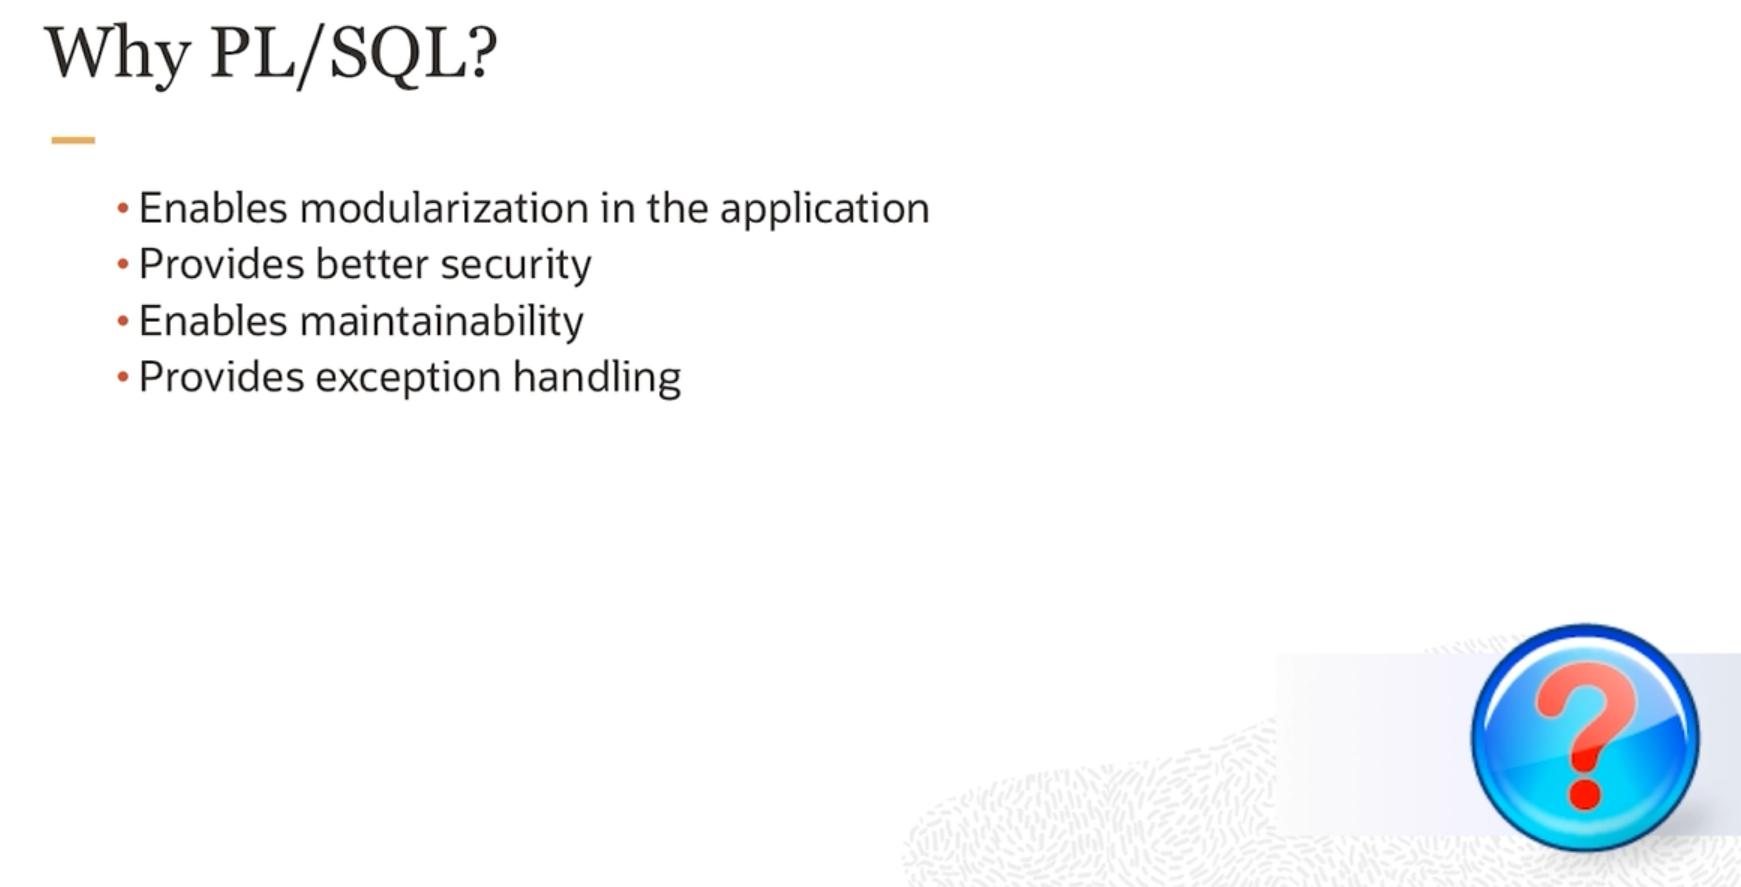 Why PL/SQL?
• Enables modularization in the application
• Provides better security
• Enables maintainability
• Provides exception handling
?